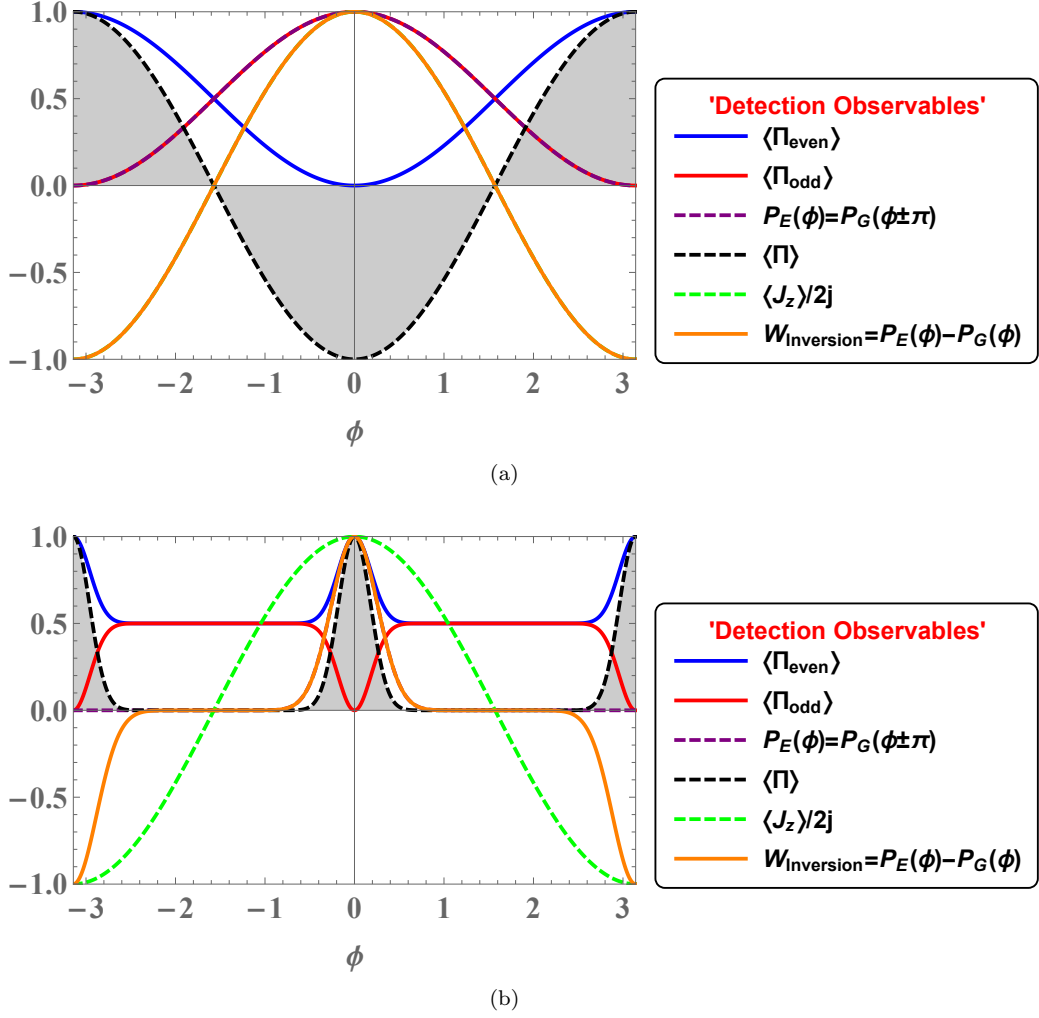 1.0
0.5
0.0
−0.5
−1.0
−3 −2 −1 0 1 2 3
ϕ
'Detection Observables'
⟨Πeven⟩
⟨Πodd⟩
PE(ϕ)=PG(ϕ±π)
⟨Π⟩
⟨Jz⟩/2j
WInversion=PE(ϕ)−PG(ϕ)
(a)
1.0
0.5
0.0
−0.5
−1.0
−3 −2 −1 0 1 2 3
ϕ
'Detection Observables'
⟨Πeven⟩
⟨Πodd⟩
PE(ϕ)=PG(ϕ±π)
⟨Π⟩
⟨Jz⟩/2j
WInversion=PE(ϕ)−PG(ϕ)
(b)